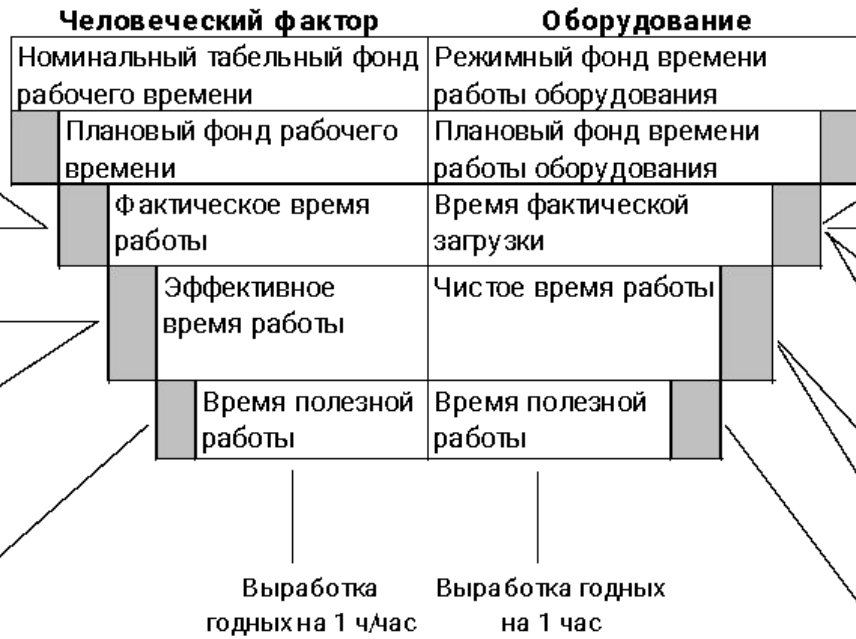 Человеческий фактор
Оборудование
Номинальный табельный фонд
рабочего времени
Режимный фонд времени
работы оборудования
Плановый фонд рабочего
времени
Плановый фонд времени
работы оборудования
Фактическое время
работы
Время фактической
загрузки
Эффективное
время работы
Чистое время работы
Время полезной
работы
Время полезной
работы
Выработка
годных на 1 ч/час
Выработка годных
на 1 час